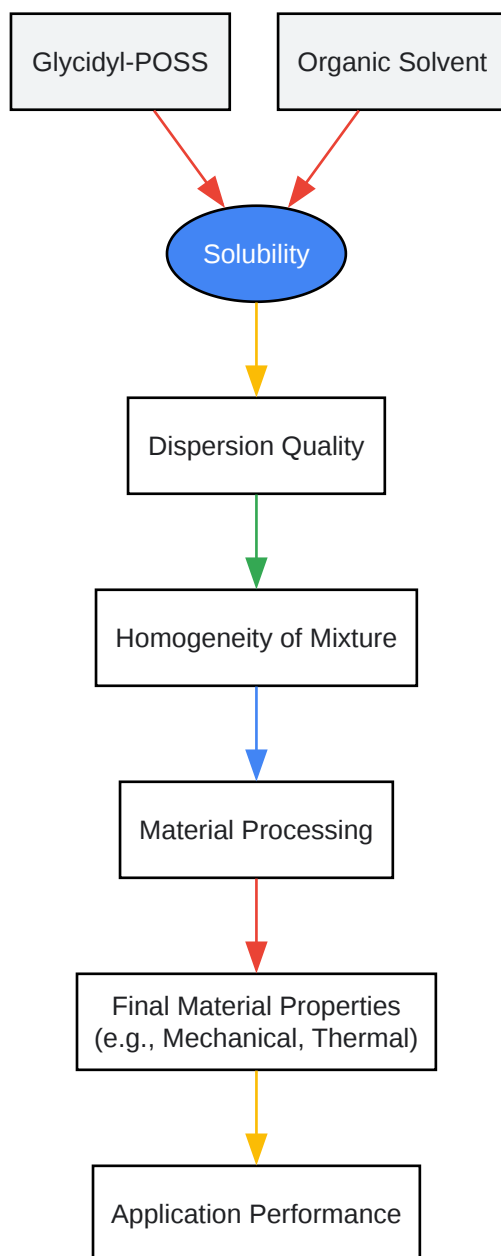 Glycidyl-POSS
Organic Solvent
Solubility
Dispersion Quality
Homogeneity of Mixture
Material Processing
Final Material Properties
(e.g., Mechanical, Thermal)
Application Performance